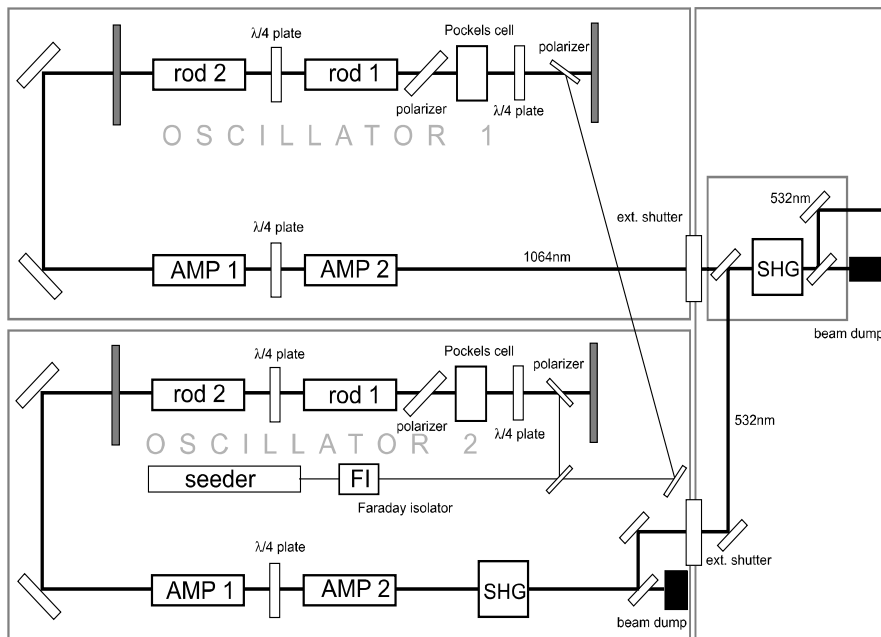 λ/4 plate
Pockels cell
polarizer
rod 2
rod 1
polarizer
λ/4 plate
OSCILLATOR 1
532nm
ext. shutter
λ/4 plate
1064nm
AMP 1
AMP 2
SHG
beam dump
λ/4 plate
Pockels cell
polarizer
rod 2
rod 1
polarizer
λ/4 plate
532nm
OSCILLATOR 2
seeder
FI
Faraday isolator
λ/4 plate
ext. shutter
AMP 1
AMP 2
SHG
beam dump